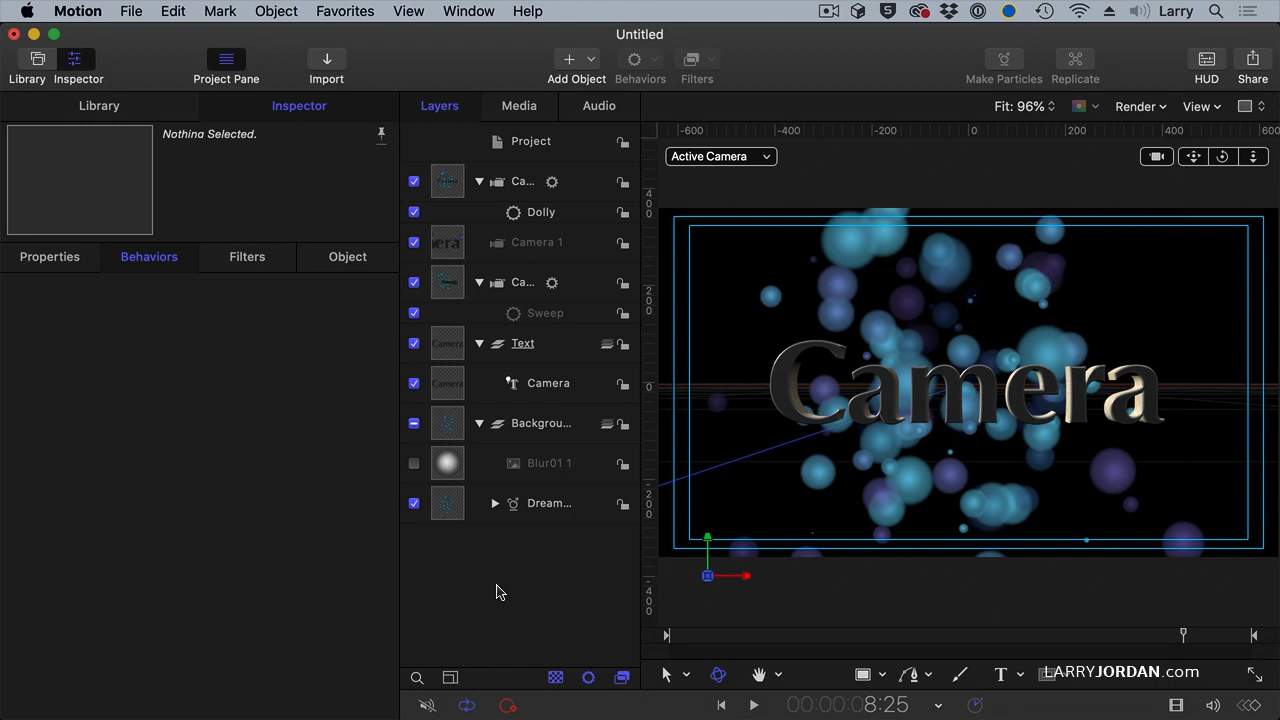 Motion File Edit Mark Object Favorites View Window Help Larry
Untitled
Library Inspector Project Pane Import Add Object Behaviors Filters Make Particles Replicate HUD Share
Library Inspector Layers Media Audio Fit: 96% Render View
Nothing Selected.
Project
-600 -400 -200 0 200 400 600
Active Camera
Ca...
Dolly
Camera 1
Properties Behaviors Filters Object
Ca...
Sweep
Text
Camera
Camera
Backgrou...
Blur01 1
Dream...
LARRYJORDAN.com
00:00:08:25